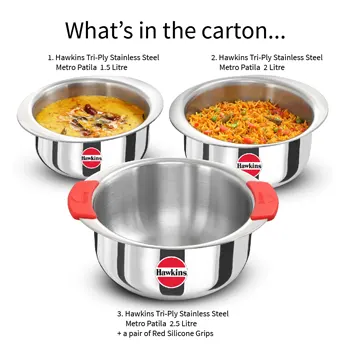 What's in the carton...
1. Hawkins Tri-Ply Stainless Steel
Metro Patila 1.5 Litre
2. Hawkins Tri-Ply Stainless Steel
Metro Patila 2 Litre
Hawkins
Hawkins
Hawkins
3. Hawkins Tri-Ply Stainless Steel
Metro Patila 2.5 Litre
+ a pair of Red Silicone Grips